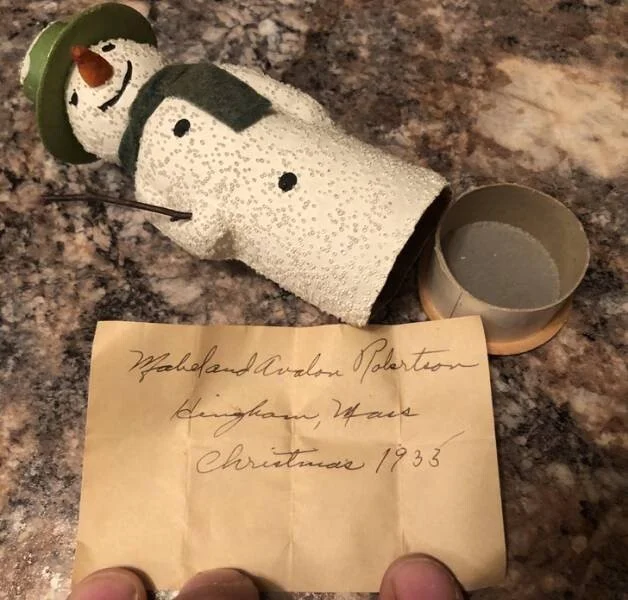 Mabel and Avalon Robertson
Hingham, Mass
Christmas 1933